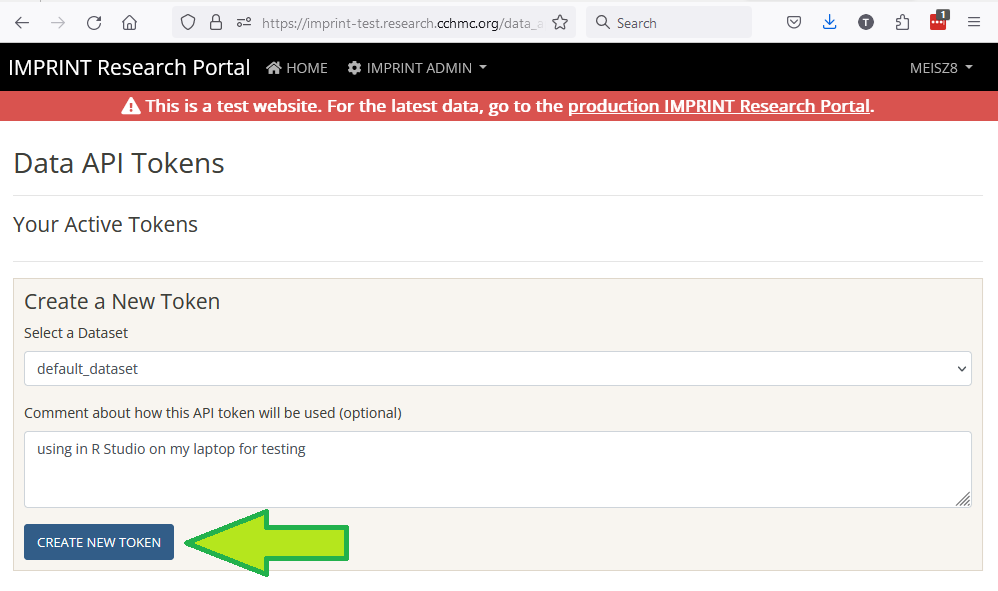 https://imprint-test.research.cchmc.org/data_a
Search
T
1
IMPRINT Research Portal
HOME
IMPRINT ADMIN
MEISZ8
This is a test website. For the latest data, go to the production IMPRINT Research Portal.
Data API Tokens
Your Active Tokens
Create a New Token
Select a Dataset
default_dataset
Comment about how this API token will be used (optional)
using in R Studio on my laptop for testing
CREATE NEW TOKEN